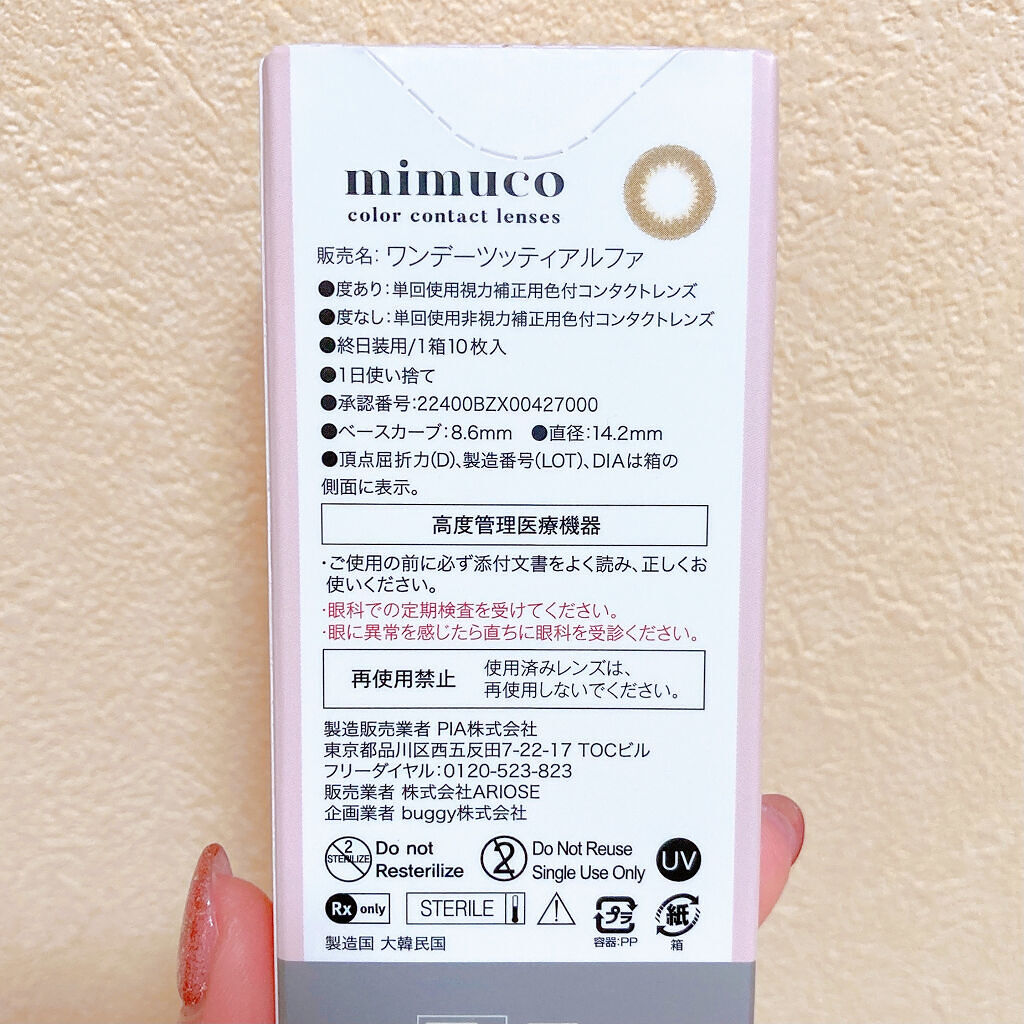 mimuco
color contact lenses
販売名: ワンデーツッティアルファ
●度あり:単回使用視力補正用色付コンタクトレンズ
●度なし:単回使用非視力補正用色付コンタクトレンズ
●終日装用/1箱10枚入
●1日使い捨て
●承認番号:22400BZX00427000
●ベースカーブ:8.6mm ●直径:14.2mm
●頂点屈折力(D)、製造番号(LOT)、DIAは箱の
側面に表示。
高度管理医療機器
・ご使用の前に必ず添付文書をよく読み、正しくお
使いください。
・眼科での定期検査を受けてください。
・眼に異常を感じたら直ちに眼科を受診ください。
再使用禁止
使用済みレンズは、
再使用しないでください。
製造販売業者 PIA株式会社
東京都品川区西五反田7-22-17 TOCビル
フリーダイヤル:0120-523-823
販売業者 株式会社ARIOSE
企画業者 buggy株式会社
2 STERILIZE Do not
Resterilize
2 Do Not Reuse
Single Use Only
UV
Rx only
STERILE
プラ
容器:PP
紙
箱
製造国 大韓民国